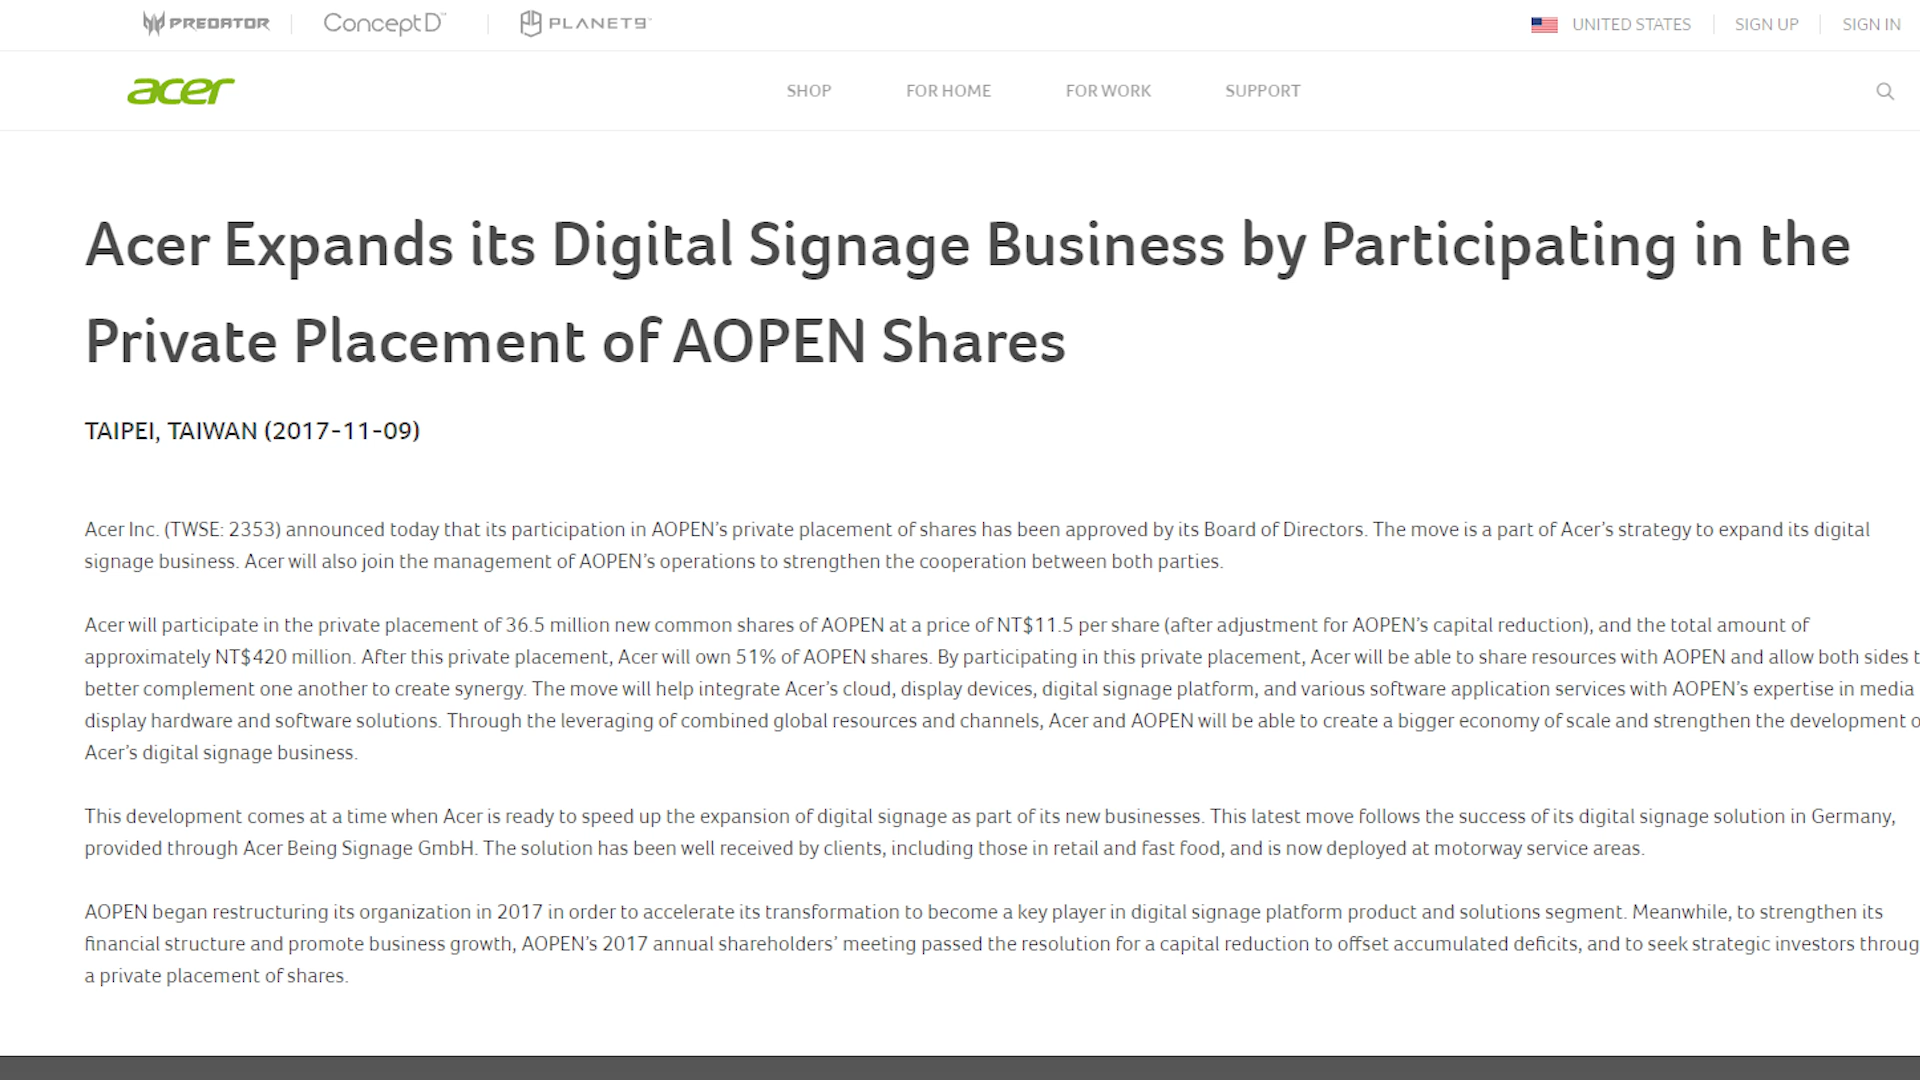 PREDATOR ConceptD™ PLANET9™ UNITED STATES SIGN UP SIGN IN
acer SHOP FOR HOME FOR WORK SUPPORT
Acer Expands its Digital Signage Business by Participating in the
Private Placement of AOPEN Shares
TAIPEI, TAIWAN (2017-11-09)
Acer Inc. (TWSE: 2353) announced today that its participation in AOPEN’s private placement of shares has been approved by its Board of Directors. The move is a part of Acer’s strategy to expand its digital
signage business. Acer will also join the management of AOPEN’s operations to strengthen the cooperation between both parties.
Acer will participate in the private placement of 36.5 million new common shares of AOPEN at a price of NT$11.5 per share (after adjustment for AOPEN’s capital reduction), and the total amount of
approximately NT$420 million. After this private placement, Acer will own 51% of AOPEN shares. By participating in this private placement, Acer will be able to share resources with AOPEN and allow both sides t
better complement one another to create synergy. The move will help integrate Acer’s cloud, display devices, digital signage platform, and various software application services with AOPEN’s expertise in media
display hardware and software solutions. Through the leveraging of combined global resources and channels, Acer and AOPEN will be able to create a bigger economy of scale and strengthen the development o
Acer’s digital signage business.
This development comes at a time when Acer is ready to speed up the expansion of digital signage as part of its new businesses. This latest move follows the success of its digital signage solution in Germany,
provided through Acer Being Signage GmbH. The solution has been well received by clients, including those in retail and fast food, and is now deployed at motorway service areas.
AOPEN began restructuring its organization in 2017 in order to accelerate its transformation to become a key player in digital signage platform product and solutions segment. Meanwhile, to strengthen its
financial structure and promote business growth, AOPEN’s 2017 annual shareholders’ meeting passed the resolution for a capital reduction to offset accumulated deficits, and to seek strategic investors throug
a private placement of shares.